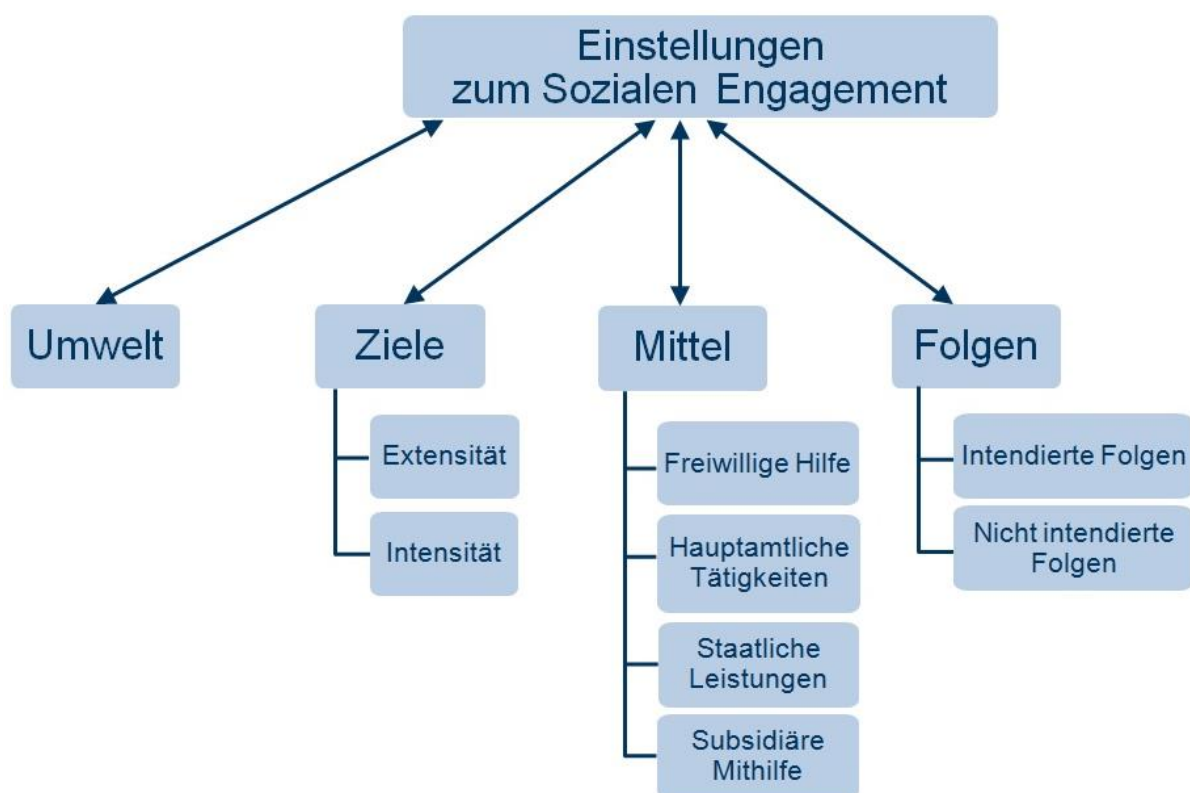 Einstellungen
zum Sozialen Engagement
Umwelt
Ziele
Extensität
Intensität
Mittel
Freiwillige Hilfe
Hauptamtliche
Tätigkeiten
Staatliche
Leistungen
Subsidiäre
Mithilfe
Folgen
Intendierte Folgen
Nicht intendierte
Folgen